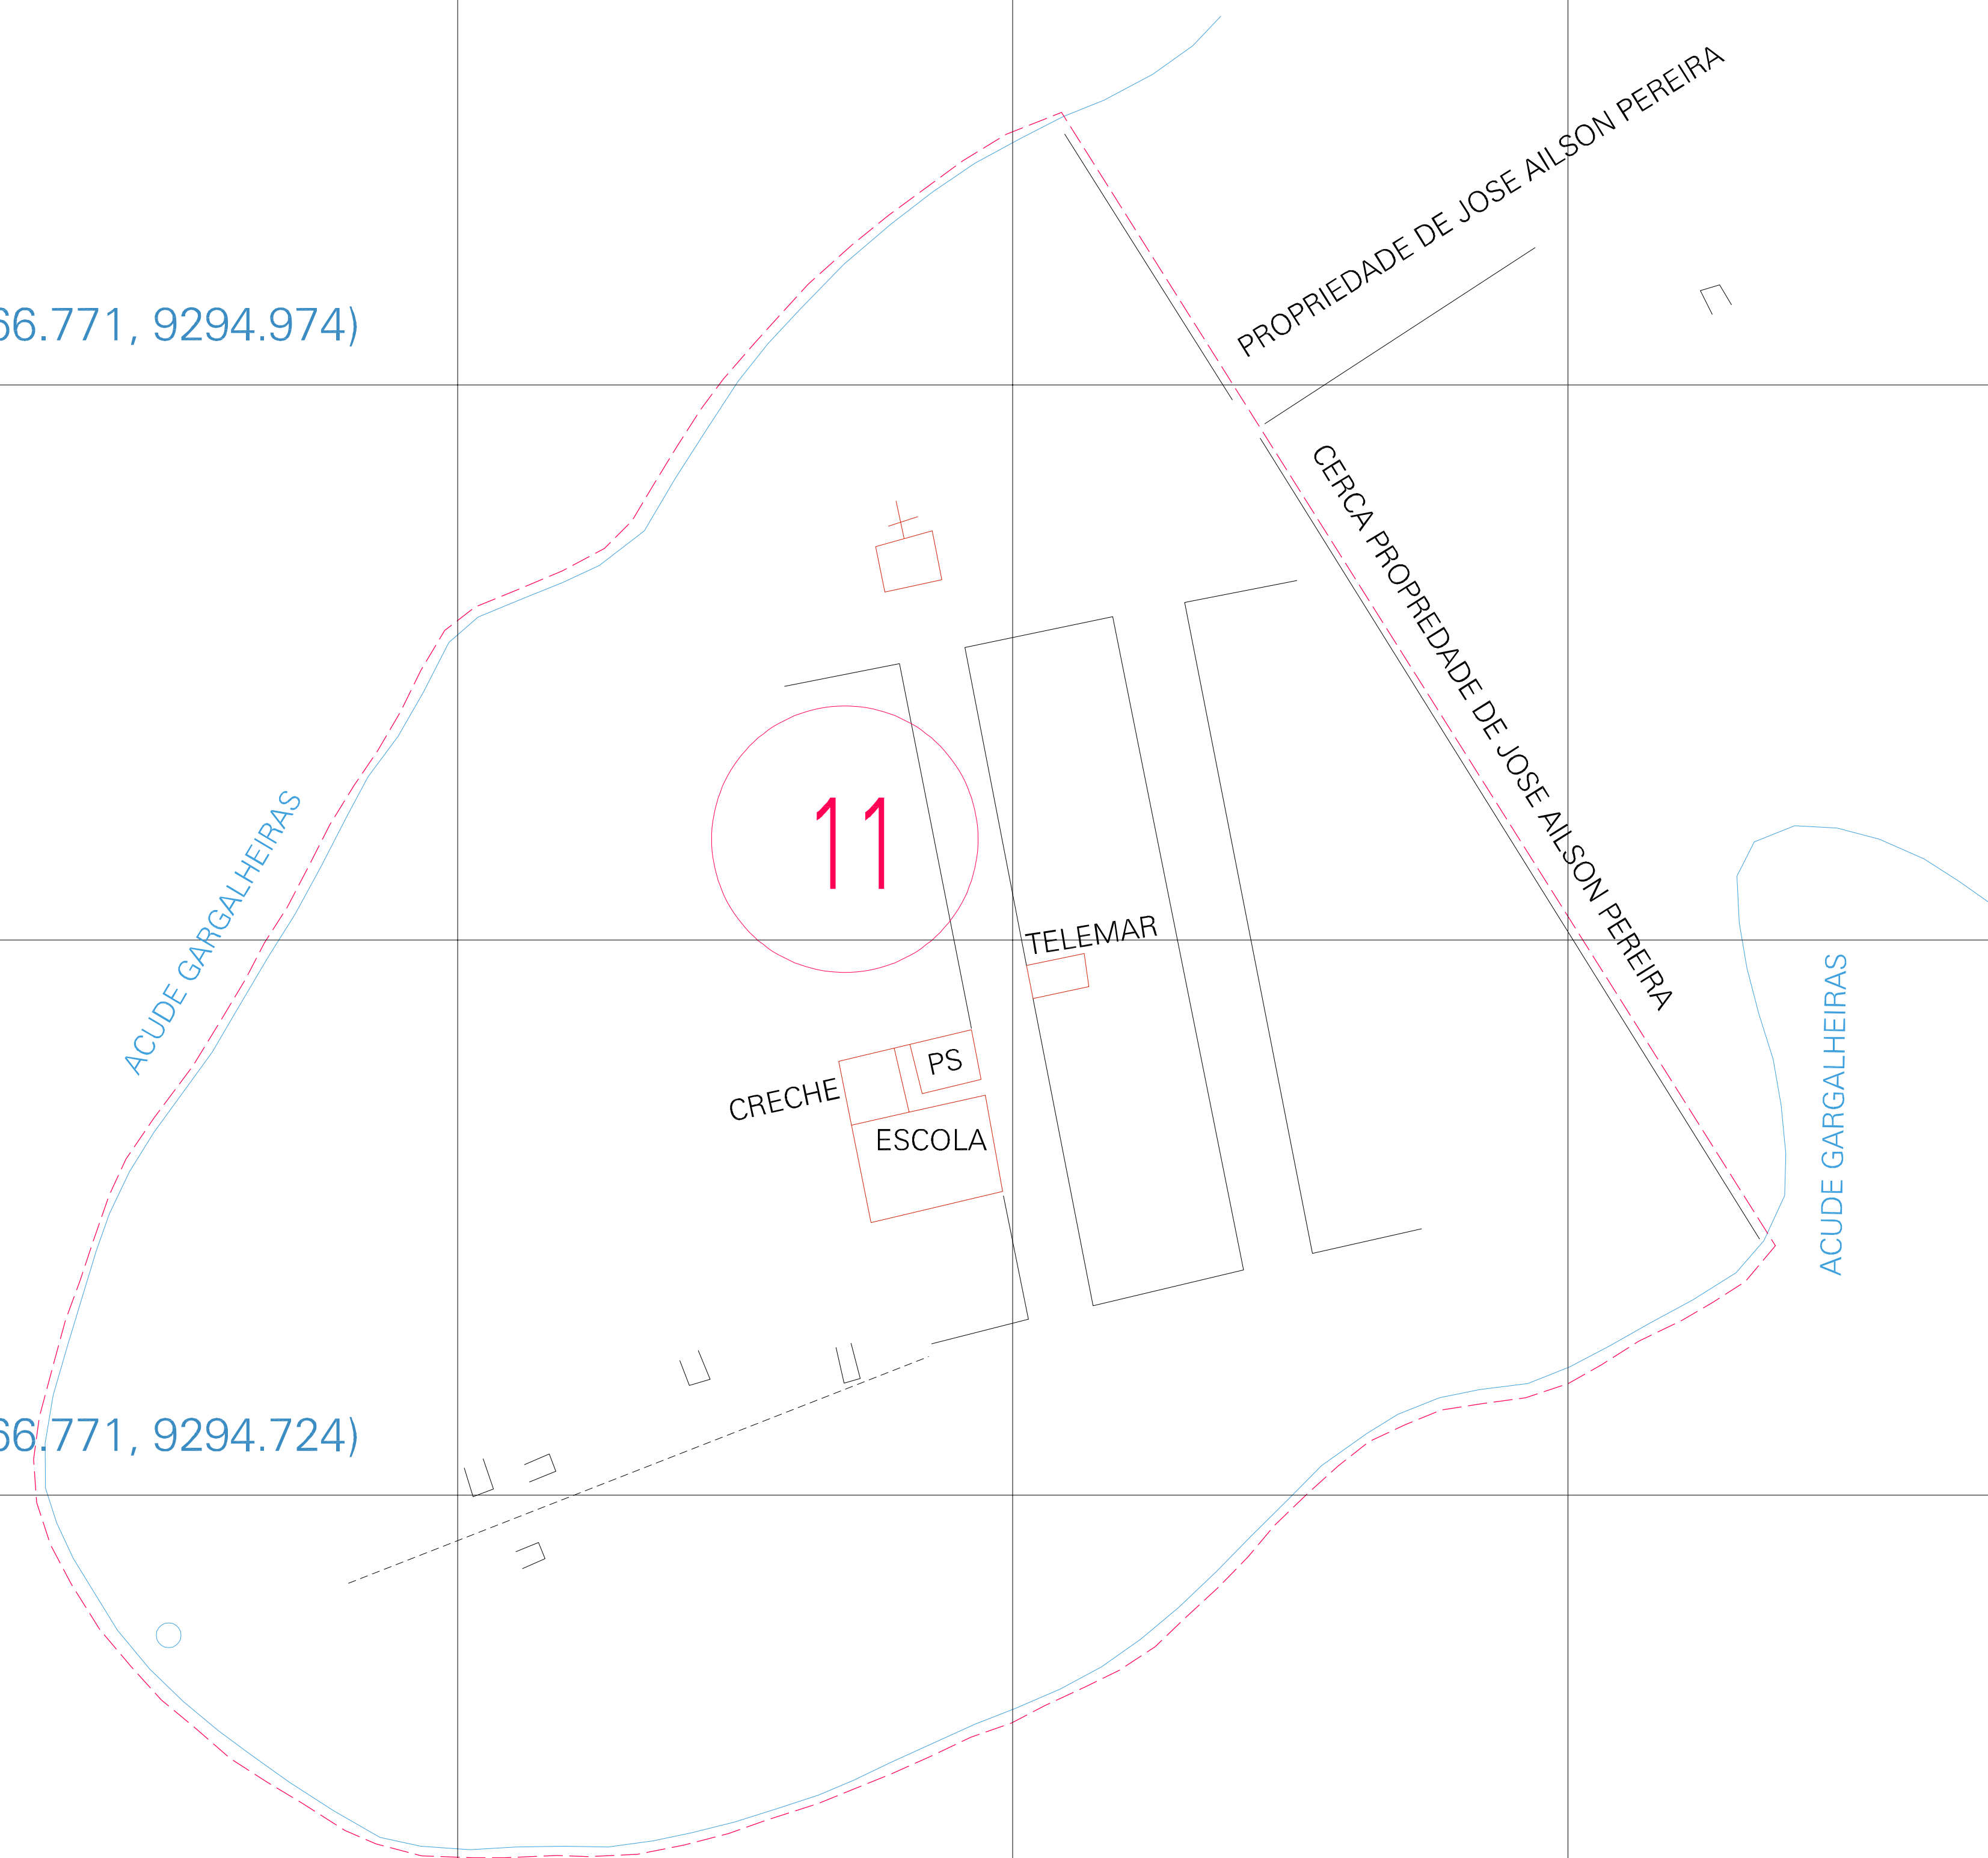 PROPRIEDADE DE JOSE AILSON PEREIRA
66.771, 9294.974)
CERCA PROPREDADE DE JOSE AILSON PEREIRA
11
ACUDE GARGALHEIRAS
TELEMAR
PS
CRECHE
ESCOLA
ACUDE GARGALHEIRAS
66.771, 9294.724)